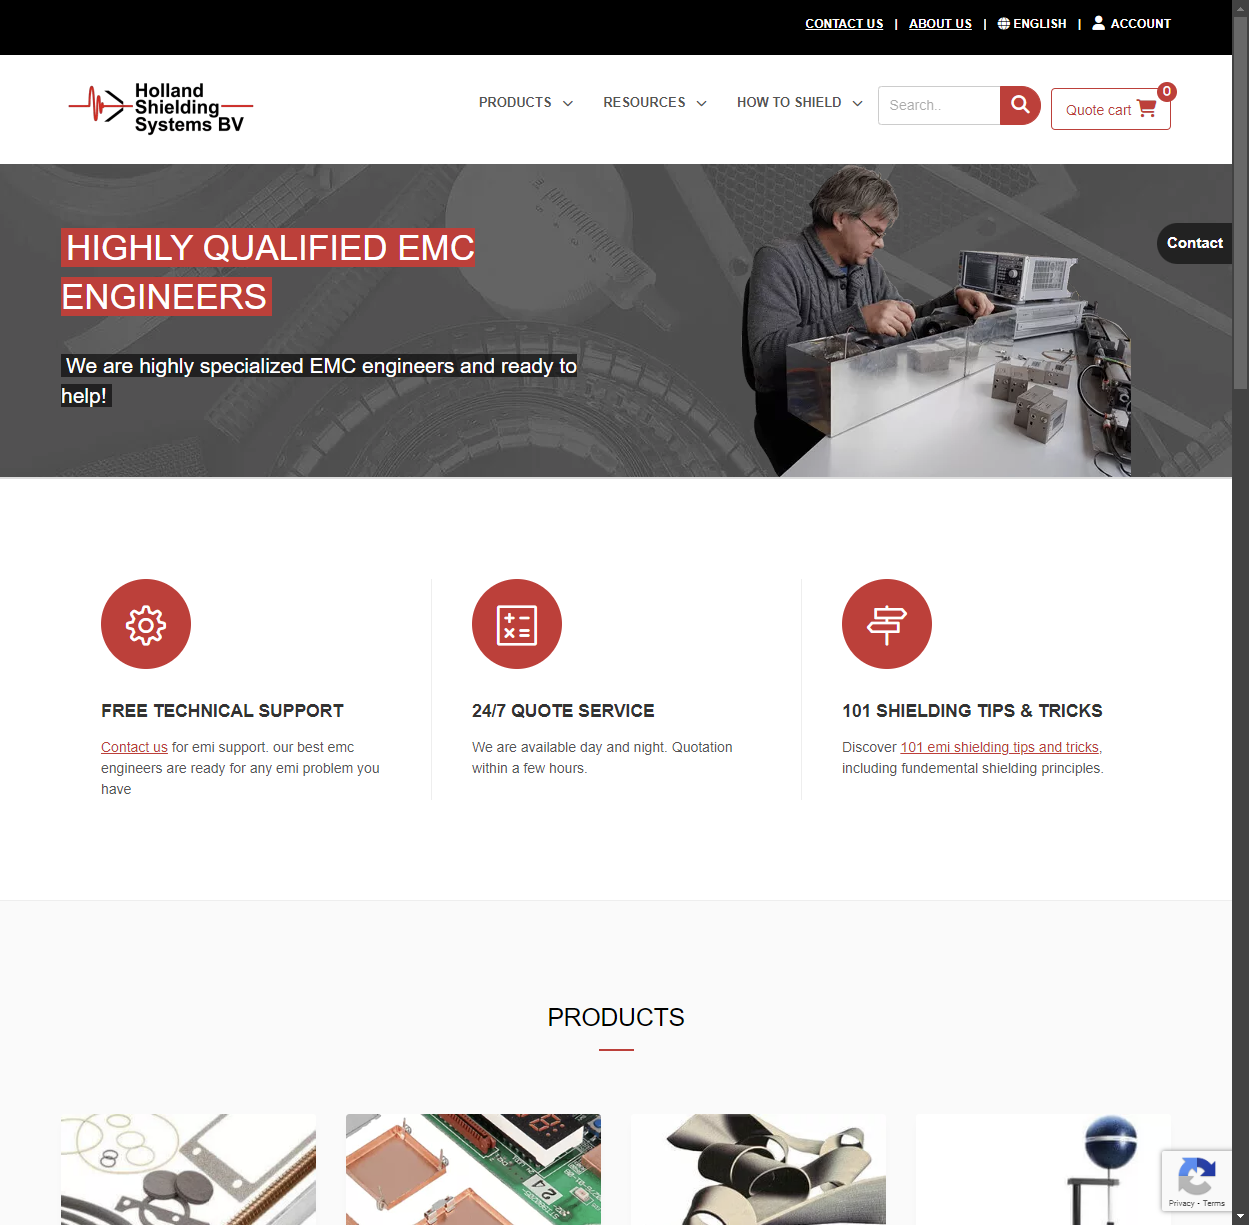 CONTACT US | ABOUT US | ENGLISH | ACCOUNT
Holland
Shielding
Systems BV
PRODUCTS RESOURCES HOW TO SHIELD
Search..
Quote cart
0
HIGHLY QUALIFIED EMC
ENGINEERS
Contact
We are highly specialized EMC engineers and ready to
help!
FREE TECHNICAL SUPPORT
Contact us for emi support. our best emc
engineers are ready for any emi problem you
have
24/7 QUOTE SERVICE
We are available day and night. Quotation
within a few hours.
101 SHIELDING TIPS & TRICKS
Discover 101 emi shielding tips and tricks,
including fundemental shielding principles.
PRODUCTS
24
Privacy - Terms